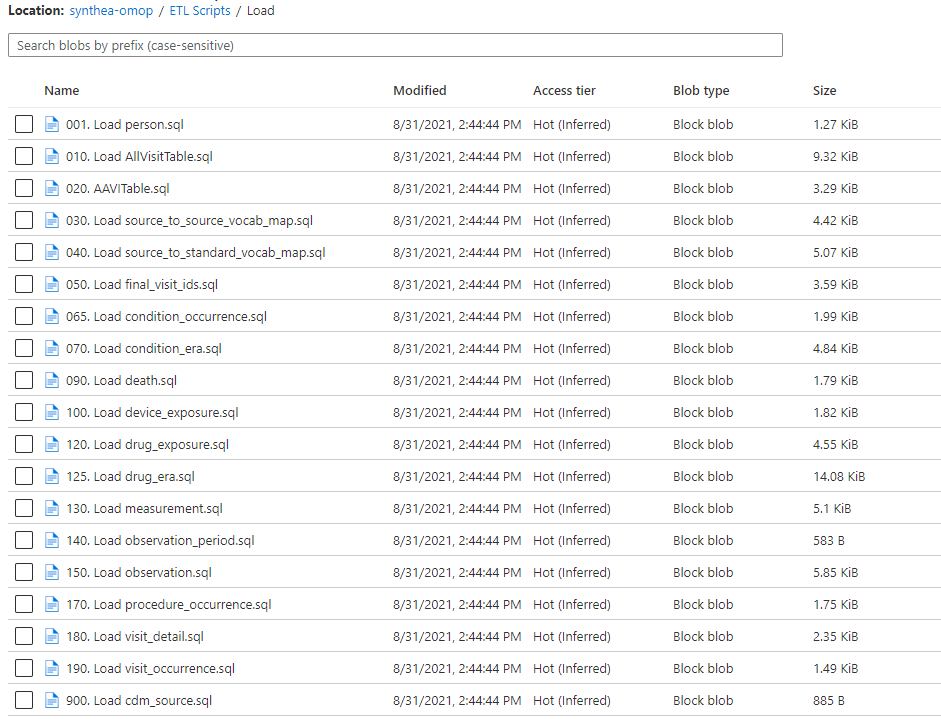 Location: synthea-omop / ETL Scripts / Load
Search blobs by prefix (case-sensitive)
Name Modified Access tier Blob type Size
001. Load person.sql 8/31/2021, 2:44:44 PM Hot (Inferred) Block blob 1.27 KiB
010. Load AllVisitTable.sql 8/31/2021, 2:44:44 PM Hot (Inferred) Block blob 9.32 KiB
020. AAVITable.sql 8/31/2021, 2:44:44 PM Hot (Inferred) Block blob 3.29 KiB
030. Load source_to_source_vocab_map.sql 8/31/2021, 2:44:44 PM Hot (Inferred) Block blob 4.42 KiB
040. Load source_to_standard_vocab_map.sql 8/31/2021, 2:44:44 PM Hot (Inferred) Block blob 5.07 KiB
050. Load final_visit_ids.sql 8/31/2021, 2:44:44 PM Hot (Inferred) Block blob 3.59 KiB
065. Load condition_occurrence.sql 8/31/2021, 2:44:44 PM Hot (Inferred) Block blob 1.99 KiB
070. Load condition_era.sql 8/31/2021, 2:44:44 PM Hot (Inferred) Block blob 4.84 KiB
090. Load death.sql 8/31/2021, 2:44:44 PM Hot (Inferred) Block blob 1.79 KiB
100. Load device_exposure.sql 8/31/2021, 2:44:44 PM Hot (Inferred) Block blob 1.82 KiB
120. Load drug_exposure.sql 8/31/2021, 2:44:44 PM Hot (Inferred) Block blob 4.55 KiB
125. Load drug_era.sql 8/31/2021, 2:44:44 PM Hot (Inferred) Block blob 14.08 KiB
130. Load measurement.sql 8/31/2021, 2:44:44 PM Hot (Inferred) Block blob 5.1 KiB
140. Load observation_period.sql 8/31/2021, 2:44:44 PM Hot (Inferred) Block blob 583 B
150. Load observation.sql 8/31/2021, 2:44:44 PM Hot (Inferred) Block blob 5.85 KiB
170. Load procedure_occurrence.sql 8/31/2021, 2:44:44 PM Hot (Inferred) Block blob 1.75 KiB
180. Load visit_detail.sql 8/31/2021, 2:44:44 PM Hot (Inferred) Block blob 2.35 KiB
190. Load visit_occurrence.sql 8/31/2021, 2:44:44 PM Hot (Inferred) Block blob 1.49 KiB
900. Load cdm_source.sql 8/31/2021, 2:44:44 PM Hot (Inferred) Block blob 885 B